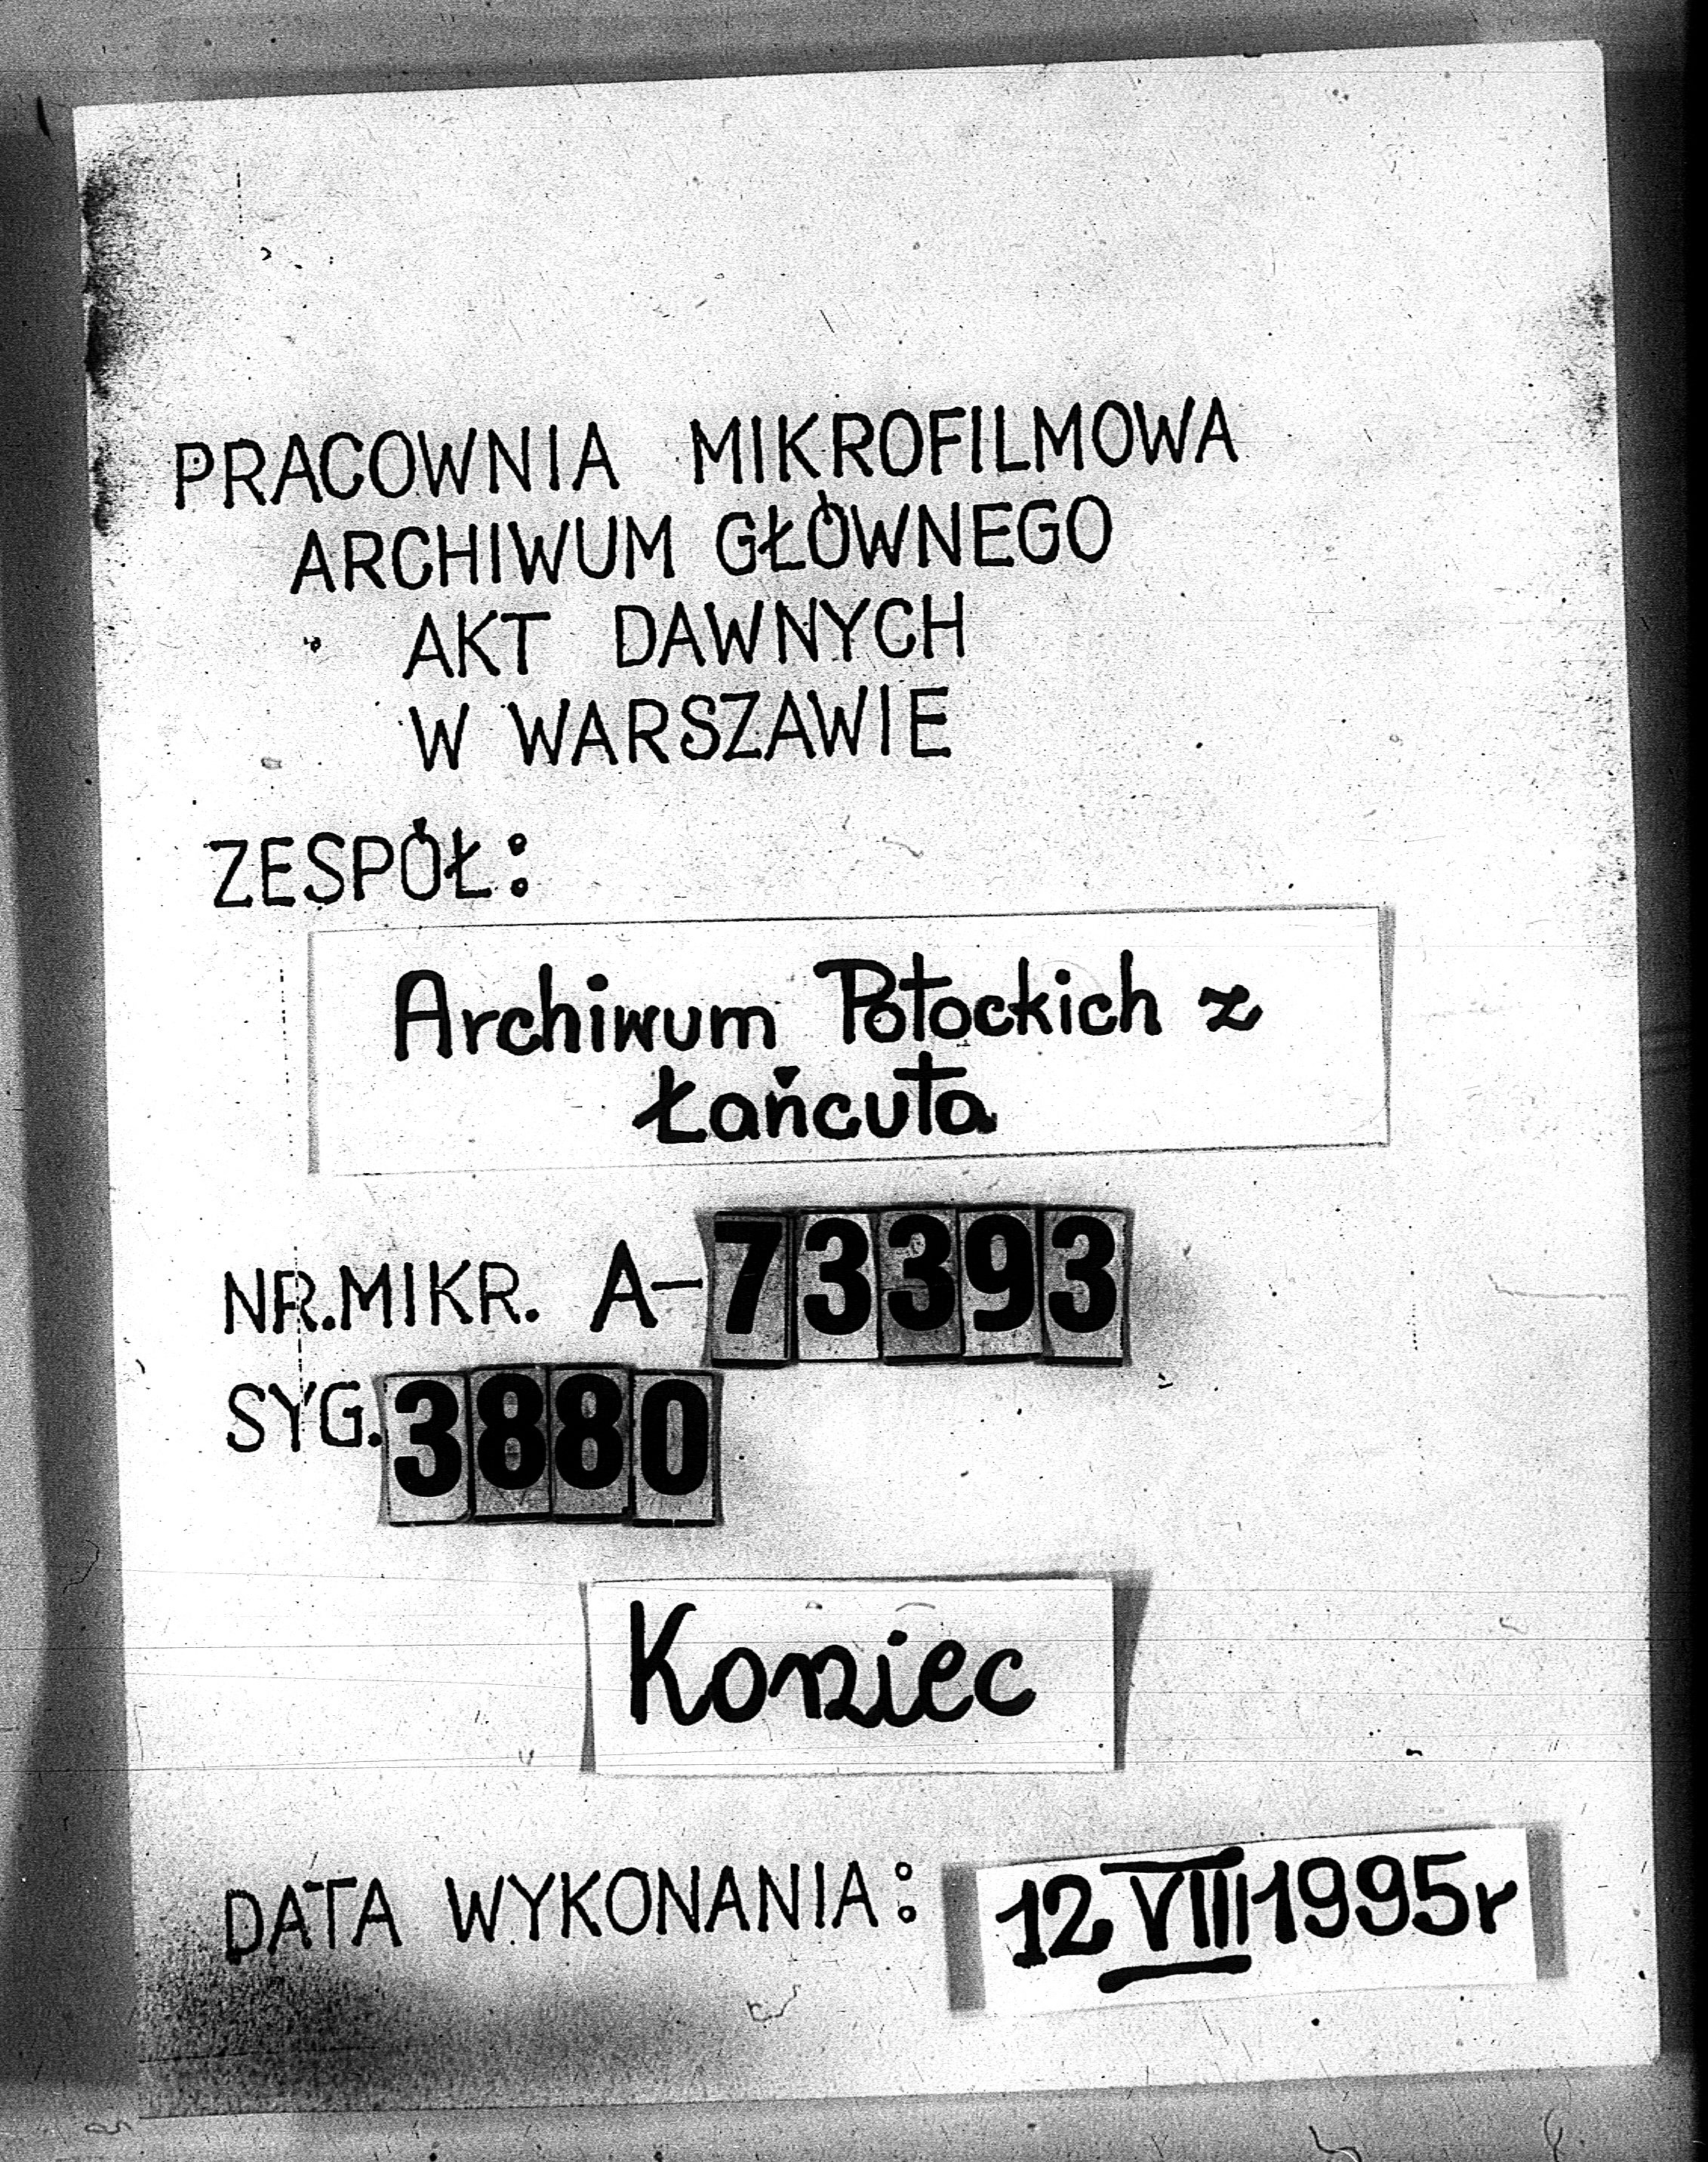 PRACOWNIA MIKROFILMOWA
ARCHIWUM GŁÓWNEGO
AKT DAWNYCH
W WARSZAWIE
ZESPÓŁ:
Archiwum Potockich z
Łańcuta
NR.MIKR. A-73393
SYG. 3880
Koniec
DATA WYKONANIA: 12 VIII 1995r